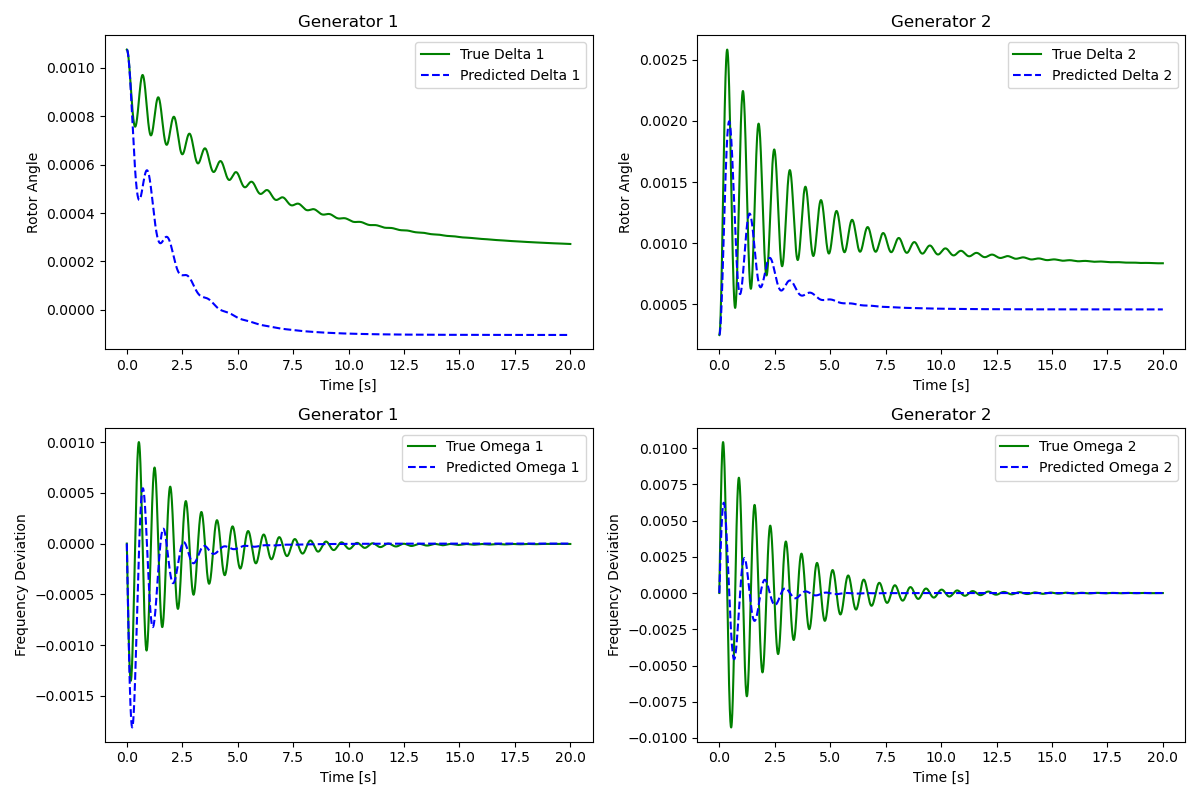 Generator 1
True Delta 1
Predicted Delta 1
Rotor Angle
0.0010
0.0008
0.0006
0.0004
0.0002
0.0000
0.0 2.5 5.0 7.5 10.0 12.5 15.0 17.5 20.0
Time [s]
Generator 2
True Delta 2
Predicted Delta 2
Rotor Angle
0.0025
0.0020
0.0015
0.0010
0.0005
0.0 2.5 5.0 7.5 10.0 12.5 15.0 17.5 20.0
Time [s]
Generator 1
True Omega 1
Predicted Omega 1
Frequency Deviation
0.0010
0.0005
0.0000
−0.0005
−0.0010
−0.0015
0.0 2.5 5.0 7.5 10.0 12.5 15.0 17.5 20.0
Time [s]
Generator 2
True Omega 2
Predicted Omega 2
Frequency Deviation
0.0100
0.0075
0.0050
0.0025
0.0000
−0.0025
−0.0050
−0.0075
−0.0100
0.0 2.5 5.0 7.5 10.0 12.5 15.0 17.5 20.0
Time [s]